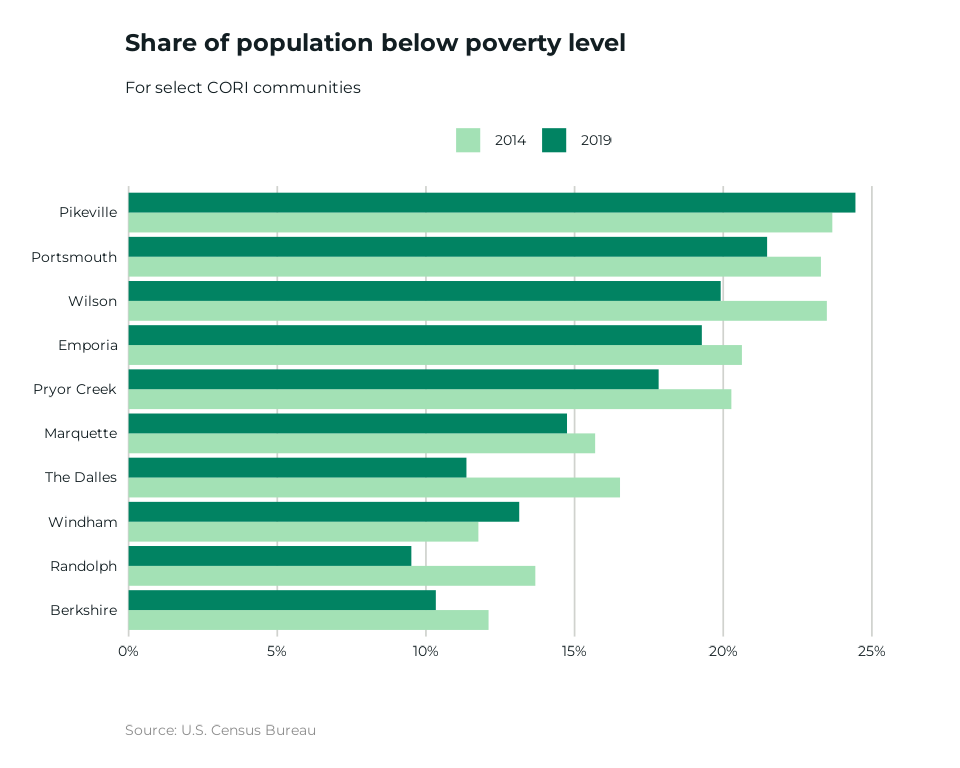 Share of population below poverty level
For select CORI communities
2014 2019
Pikeville
Portsmouth
Wilson
Emporia
Pryor Creek
Marquette
The Dalles
Windham
Randolph
Berkshire
0% 5% 10% 15% 20% 25%
Source: U.S. Census Bureau